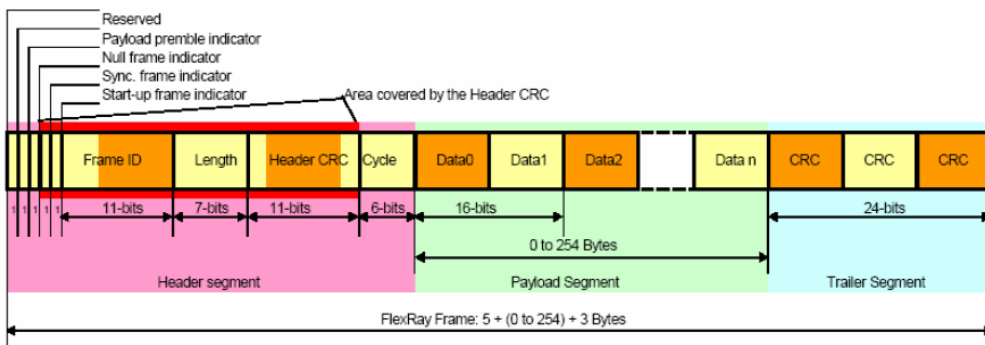 Reserved
Payload premble indicator
Null frame indicator
Sync. frame indicator
Start-up frame indicator
Area covered by the Header CRC
Frame ID Length Header CRC Cycle Data0 Data1 Data2 Data n CRC CRC CRC
1 1 1 1 1 11-bits 7-bits 11-bits 6-bits 16-bits 24-bits
0 to 254 Bytes
Header segment Payload Segment Trailer Segment
FlexRay Frame: 5 + (0 to 254) + 3 Bytes